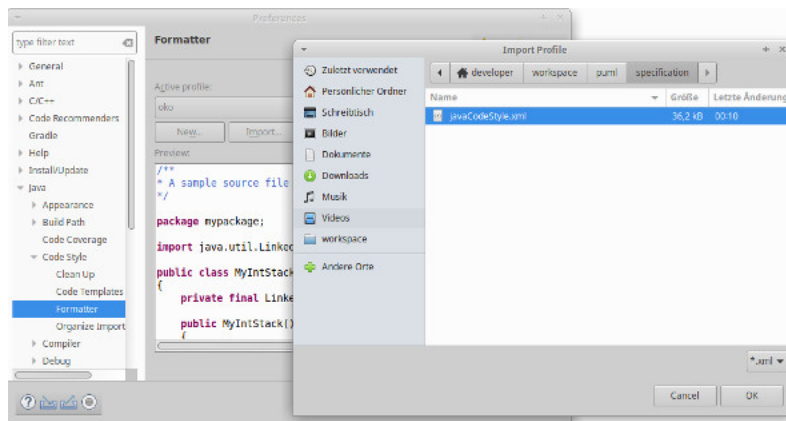 Preferences
type filter text
General
Ant
C/C++
Code Recommenders
Gradle
Help
Install/Update
Java
Appearance
Build Path
Code Coverage
Code Style
Clean Up
Code Templates
Formatter
Organize Import
Compiler
Debug
Formatter
Active profile:
oko
New...
Import...
Preview:
/**
* A sample source file
*/
package mypackage;
import java.util.Linke
public class MyIntStack
{
private final Linke
public MyIntStack()
{
Import Profile
Zuletzt verwendet
Persönlicher Ordner
Schreibtisch
Bilder
Dokumente
Downloads
Musik
Videos
workspace
Andere Orte
developer
workspace
puml
specification
Name
Größe
Letzte Änderung
javaCodeStyle.xml
36,2 kB
00:10
*.xml
Cancel
OK